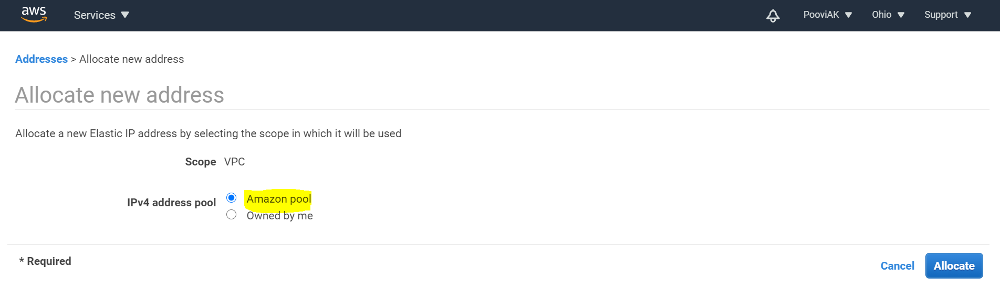 aws Services PooviAK Ohio Support
Addresses > Allocate new address
Allocate new address
Allocate a new Elastic IP address by selecting the scope in which it will be used
Scope VPC
IPv4 address pool Amazon pool
Owned by me
* Required
Cancel Allocate